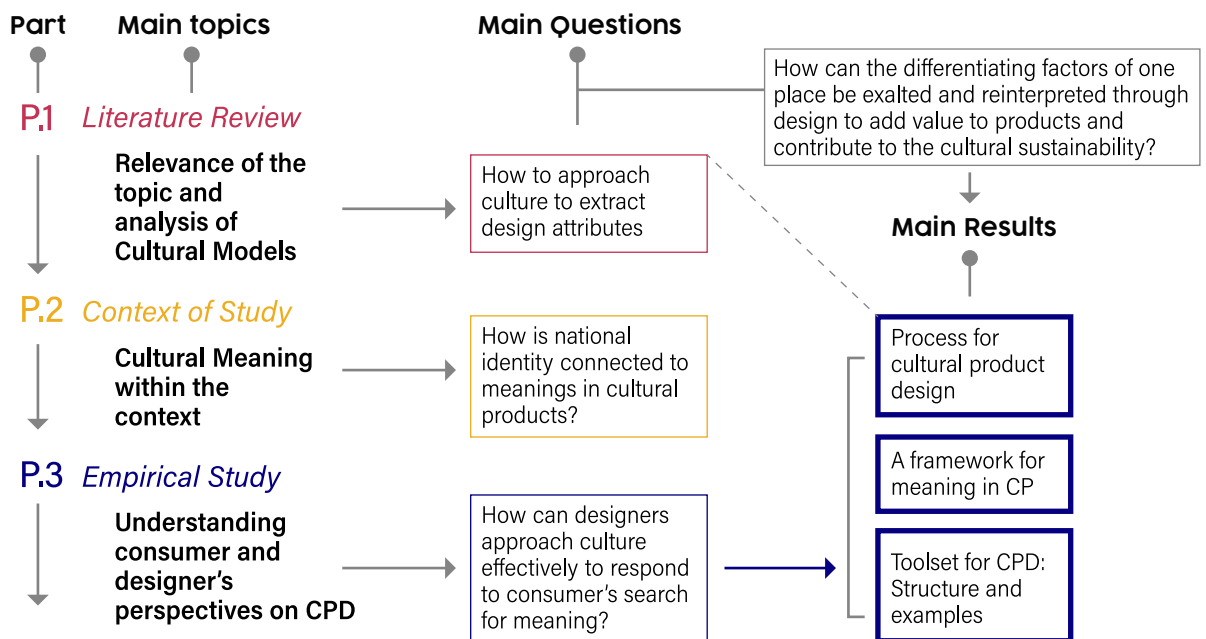 Part
Main topics
Main Questions
How can the differentiating factors of one
place be exalted and reinterpreted through
design to add value to products and
contribute to the cultural sustainability?
P.1 Literature Review
Relevance of the
topic and
analysis of
Cultural Models
How to approach
culture to extract
design attributes
Main Results
P.2 Context of Study
Cultural Meaning
within the
context
How is national
identity connected to
meanings in cultural
products?
Process for
cultural product
design
A framework for
meaning in CP
P.3 Empirical Study
Understanding
consumer and
designer's
perspectives on CPD
How can designers
approach culture
effectively to respond
to consumer's search
for meaning?
Toolset for CPD:
Structure and
examples